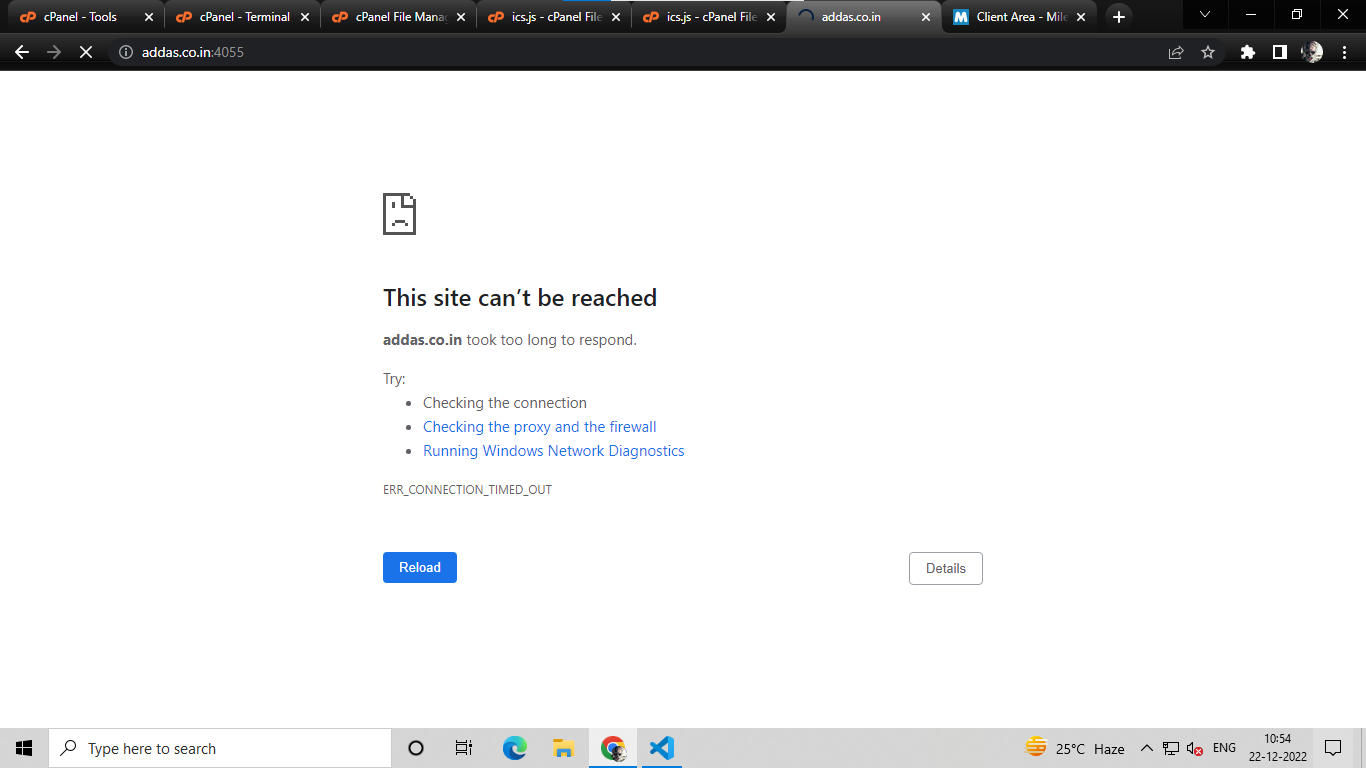 cPanel - Tools
cPanel - Terminal
cPanel File Manag
ics.js - cPanel File
ics.js - cPanel File
addas.co.in
Client Area - Mile
addas.co.in:4055
This site can't be reached
addas.co.in took too long to respond.
Try:
• Checking the connection
• Checking the proxy and the firewall
• Running Windows Network Diagnostics
ERR_CONNECTION_TIMED_OUT
Reload
Details
Type here to search
25°C Haze
ENG
10:54
22-12-2022